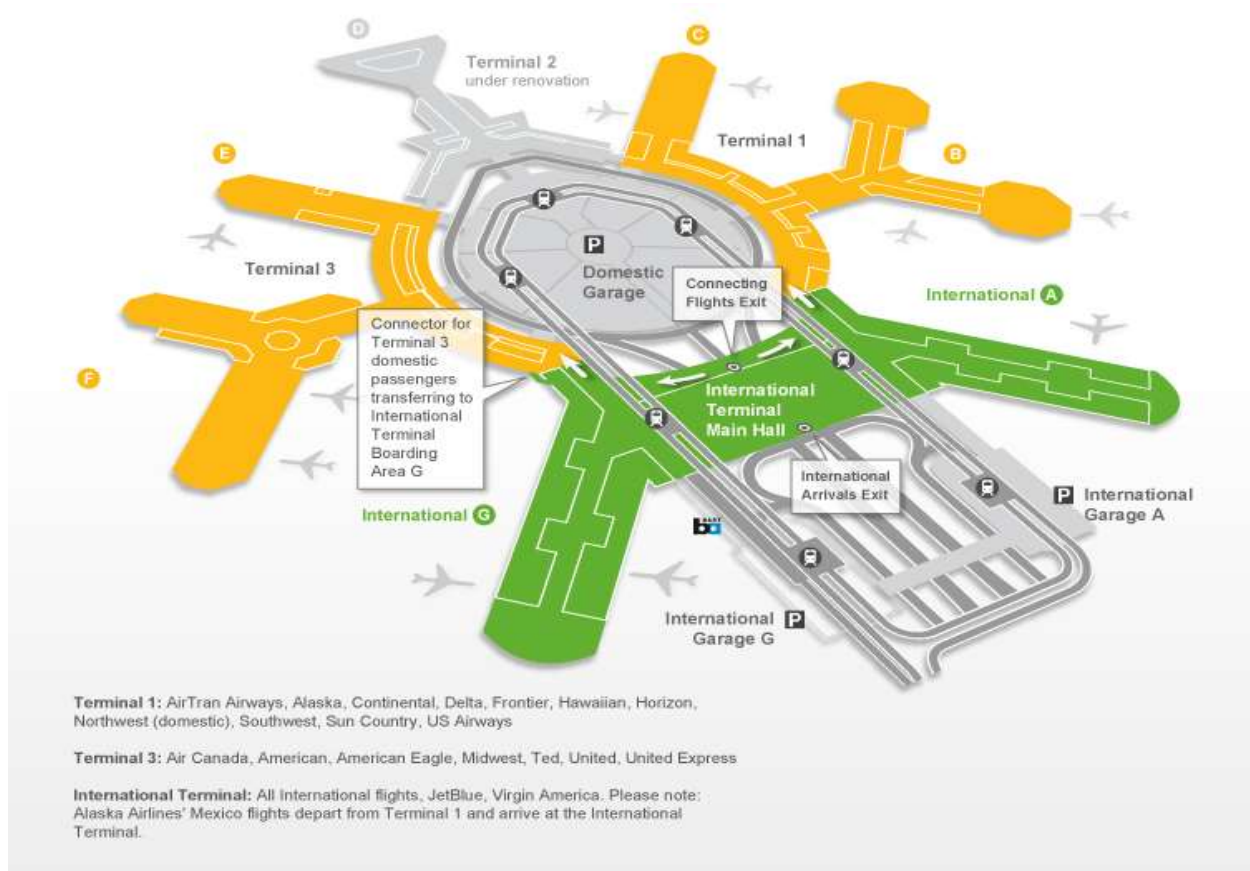 D
C
Terminal 2
under renovation
Terminal 1
E
B
Terminal 3
P
Domestic
Garage
Connecting
Flights Exit
International A
Connector for
Terminal 3
domestic
passengers
transferring to
International
Terminal
Boarding
Area G
F
International
Terminal
Main Hall
International
Arrivals Exit
P International
Garage A
International G
BART
ba
International P
Garage G
Terminal 1: AirTran Airways, Alaska, Continental, Delta, Frontier, Hawaiian, Horizon,
Northwest (domestic), Southwest, Sun Country, US Airways
Terminal 3: Air Canada, American, American Eagle, Midwest, Ted, United, United Express
International Terminal: All International flights, JetBlue, Virgin America. Please note:
Alaska Airlines' Mexico flights depart from Terminal 1 and arrive at the International
Terminal.